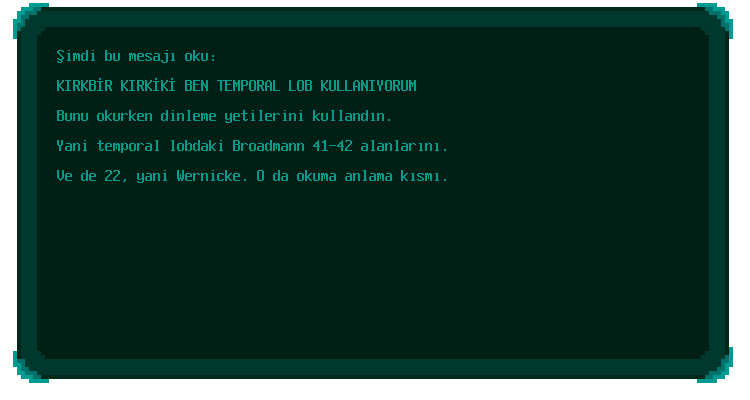 Şimdi bu mesajı oku:
KIRKBİR KIRKİKİ BEN TEMPORAL LOB KULLANIYORUM
Bunu okurken dinleme yetilerini kullandın.
Yani temporal lobdaki Broadmann 41-42 alanlarını.
Ve de 22, yani Wernicke. O da okuma anlama kısmı.